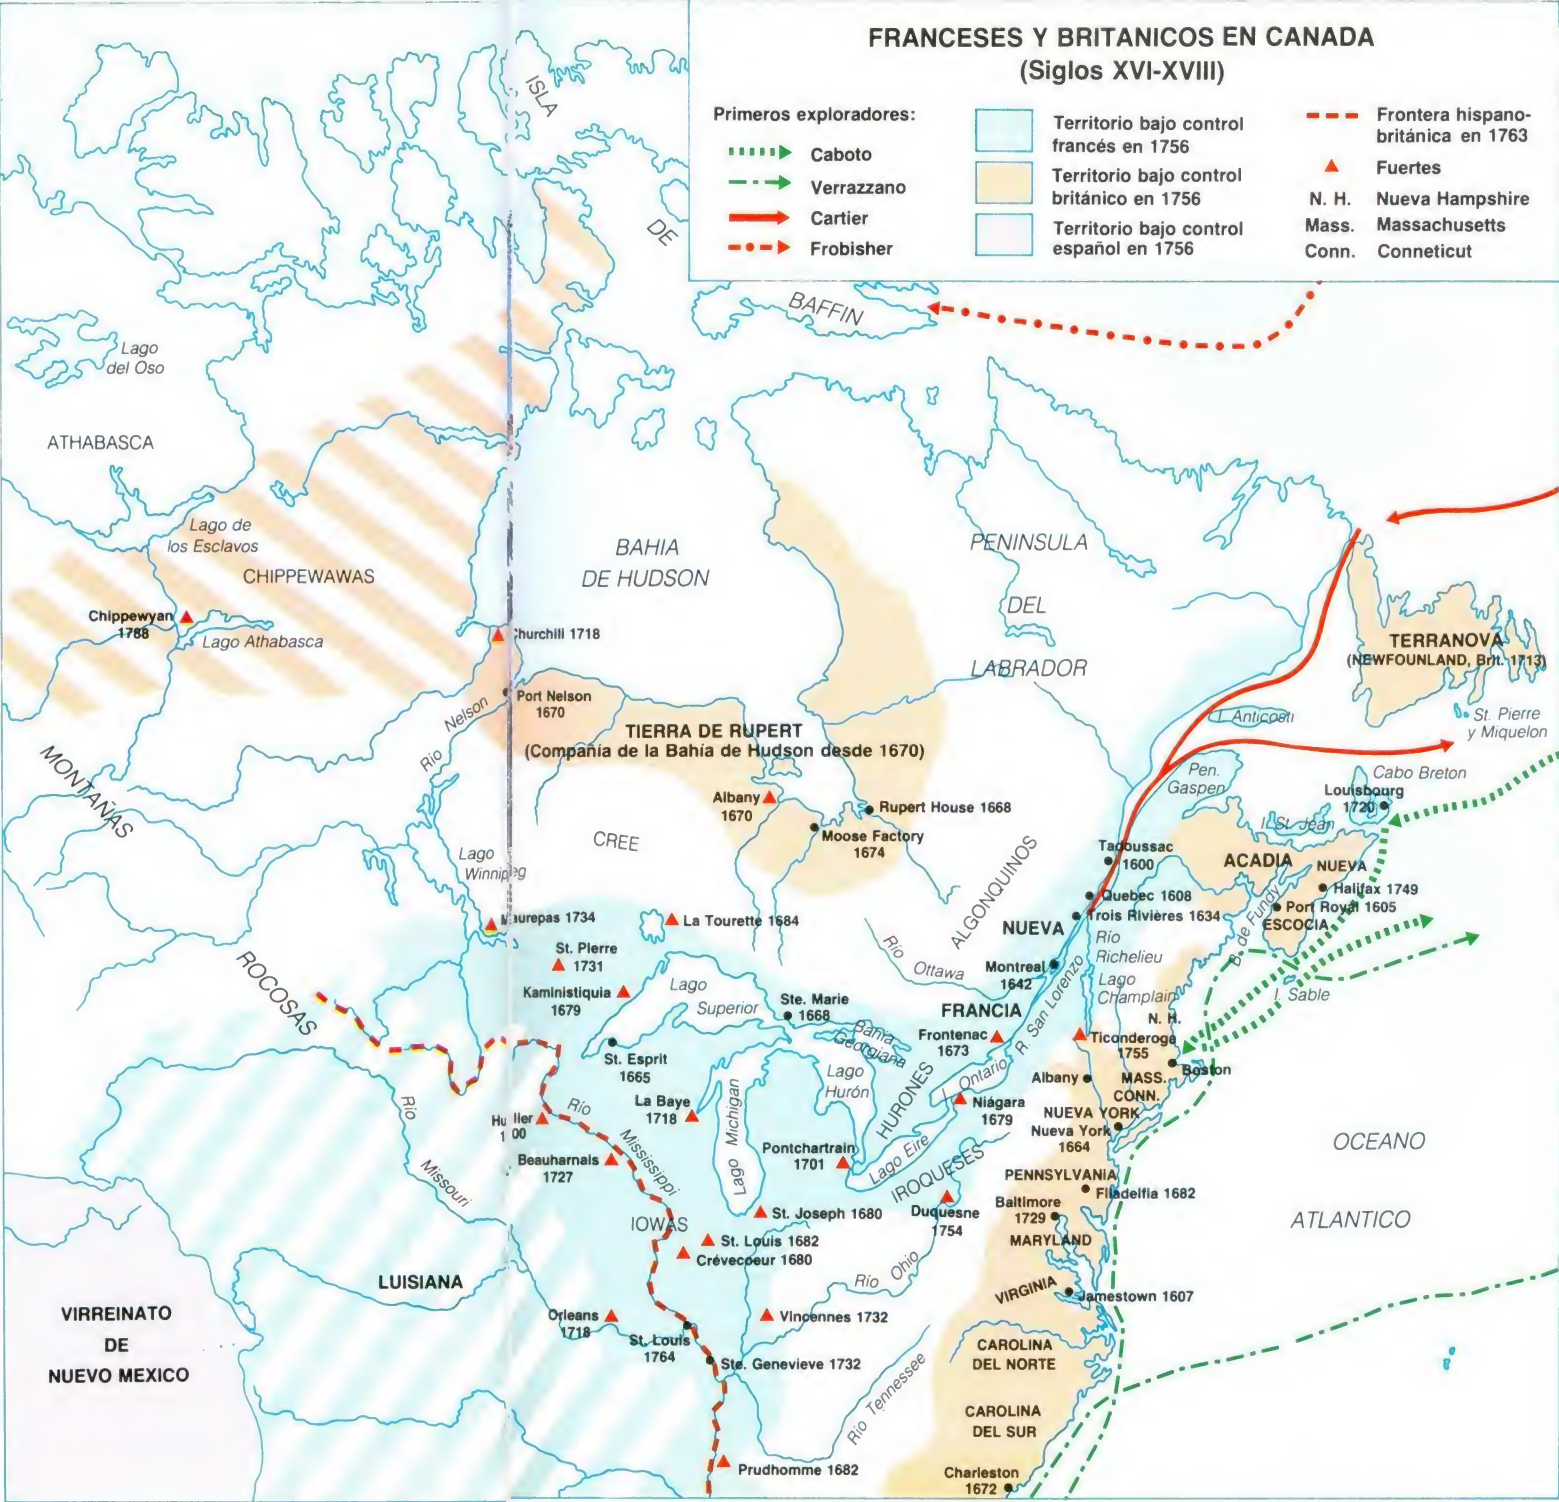 FRANCESES Y BRITANICOS EN CANADA
(Siglos XVI-XVIII)
Primeros exploradores:
Caboto
Verrazzano
Cartier
Frobisher
Territorio bajo control
francés en 1756
Territorio bajo control
británico en 1756
Territorio bajo control
español en 1756
Frontera hispano-
británica en 1763
Fuertes
N. H. Nueva Hampshire
Mass. Massachusetts
Conn. Conneticut
ISLA
DE
BAFFIN
Lago
del Oso
ATHABASCA
Lago de
los Esclavos
CHIPPEWAWAS
Chippewyan
1788
Lago Athabasca
Churchill 1718
BAHIA
DE HUDSON
PENINSULA
DEL
LABRADOR
TERRANOVA
(NEWFOUNLAND, Brit. 1713)
St. Pierre
y Miquelon
I. Anticosti
Port Nelson
1670
Río Nelson
TIERRA DE RUPERT
(Compañía de la Bahía de Hudson desde 1670)
MONTAÑAS
ROCOSAS
Albany
1670
Rupert House 1668
Moose Factory
1674
CREE
Lago
Winnipeg
Pen.
Gaspen
Cabo Breton
Louisbourg
1720
I. St. Jean
Tadoussac
1600
ACADIA
NUEVA
ESCOCIA
Halifax 1749
Port Royal 1605
B. de Fundy
Quebec 1608
Trois Rivières 1634
ALGONQUINOS
NUEVA
FRANCIA
Maurepas 1734
La Tourette 1684
St. Pierre
1731
Kaministiquia
1679
Lago
Superior
Ste. Marie
1668
Río
Ottawa
Montreal
1642
Río
Richelieu
Lago
Champlain
R. San Lorenzo
I. Sable
N. H.
Frontenac
1673
Ticonderoga
1755
Bahía
Georgiana
St. Esprit
1665
Lago
Hurón
HURONES
L. Ontario
Albany
MASS.
CONN.
Boston
La Baye
1718
Lago Michigan
Niágara
1679
NUEVA YORK
Nueva York
1664
Río
Mississippi
Beauharnais
1727
Pontchartrain
1701
Lago Eire
IROQUESES
PENNSYLVANIA
Filadelfia 1682
OCEANO
ATLANTICO
Río
Missouri
IOWAS
St. Joseph 1680
Duquesne
1754
Baltimore
1729
MARYLAND
St. Louis 1682
Crévecoeur 1680
Río Ohio
VIRGINIA
Jamestown 1607
LUISIANA
VIRREINATO
DE
NUEVO MEXICO
Orleans
1718
Vincennes 1732
St. Louis
1764
Ste. Genevieve 1732
CAROLINA
DEL NORTE
Río Tennessee
CAROLINA
DEL SUR
Prudhomme 1682
Charleston
1672